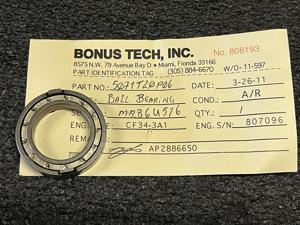 BONUS TECH, INC.
No. 808193
8575 N.W. 79 Avenue Bay D • Miami, Florida 33166
PART IDENTIFICATION TAG (305) 884-6670 W/O-11-597
PART NO.: 5071T20P06 DATE: 3-26-11
BALL BEARING COND.: A/R
MABGU576 QTY.: 1
ENG. CF34-3A1 ENG. S/N: 807096
REM
AP2886650